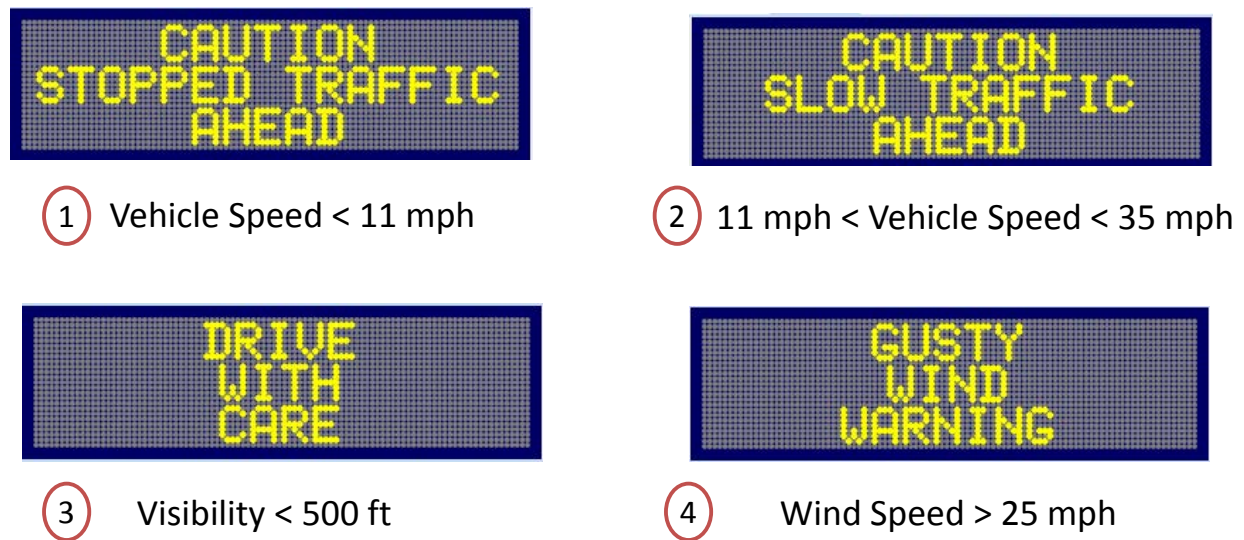 CAUTION
STOPPED TRAFFIC
AHEAD
1 Vehicle Speed < 11 mph
CAUTION
SLOW TRAFFIC
AHEAD
2 11 mph < Vehicle Speed < 35 mph
DRIVE
WITH
CARE
3 Visibility < 500 ft
GUSTY
WIND
WARNING
4 Wind Speed > 25 mph